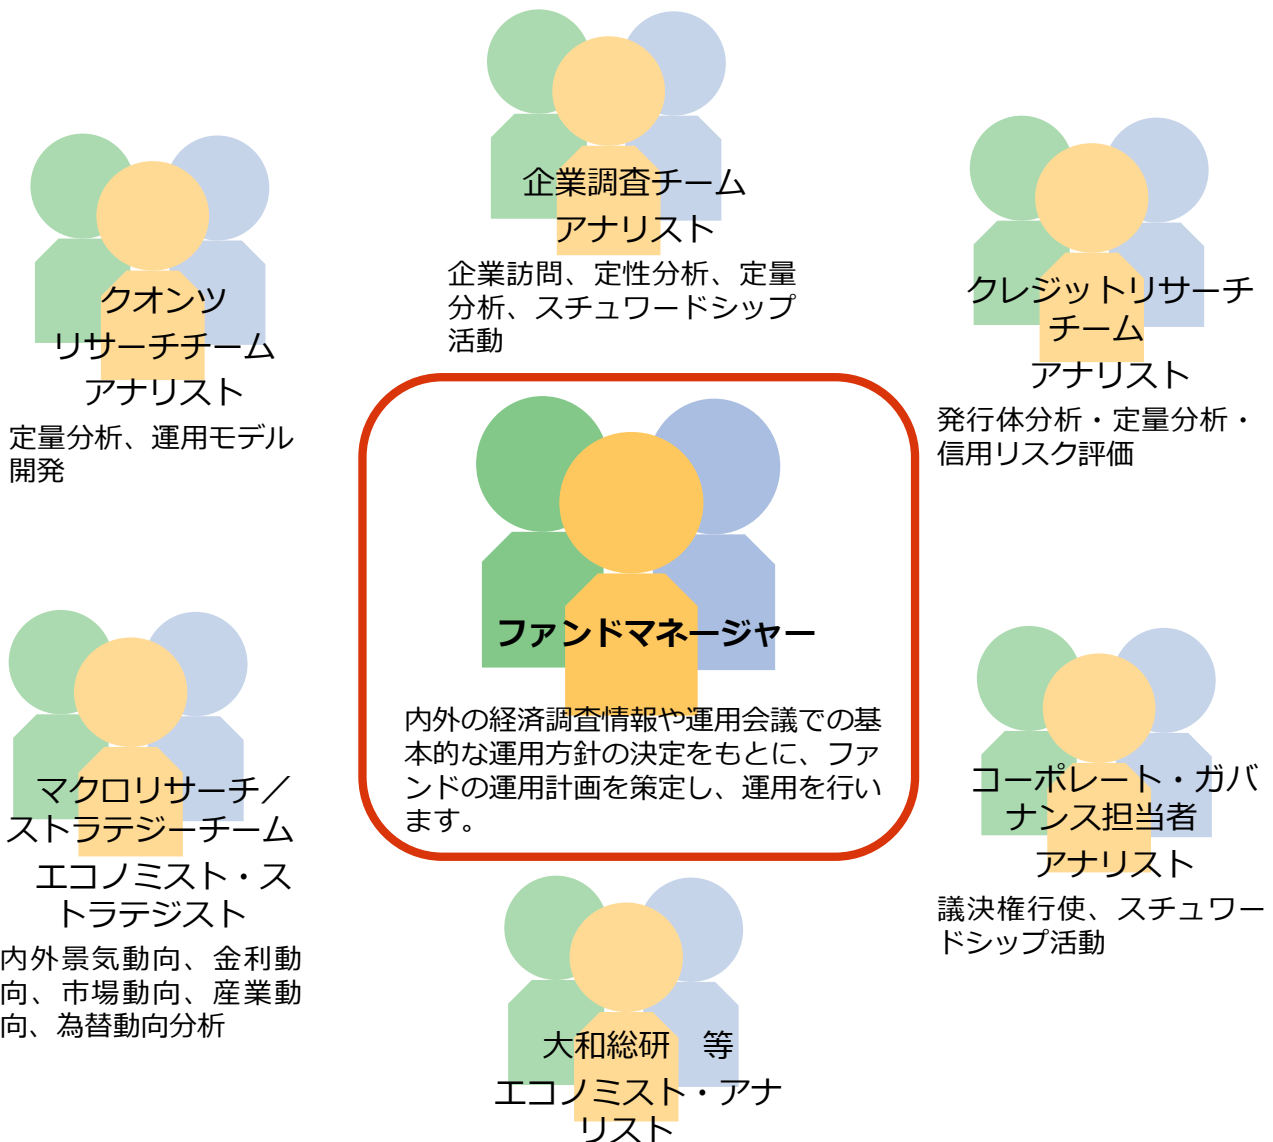 企業調査チーム
アナリスト
企業訪問、定性分析、定量
分析、スチュワードシップ
活動
クオンツ
リサーチチーム
アナリスト
定量分析、運用モデル
開発
クレジットリサーチ
チーム
アナリスト
発行体分析・定量分析・
信用リスク評価
ファンドマネージャー
内外の経済調査情報や運用会議での基
本的な運用方針の決定をもとに、ファ
ンドの運用計画を策定し、運用を行い
ます。
マクロリサーチ／
ストラテジーチーム
エコノミスト・ス
トラテジスト
内外景気動向、金利動
向、市場動向、産業動
向、為替動向分析
コーポレート・ガバ
ナンス担当者
アナリスト
議決権行使、スチュワー
ドシップ活動
大和総研　等
エコノミスト・アナ
リスト